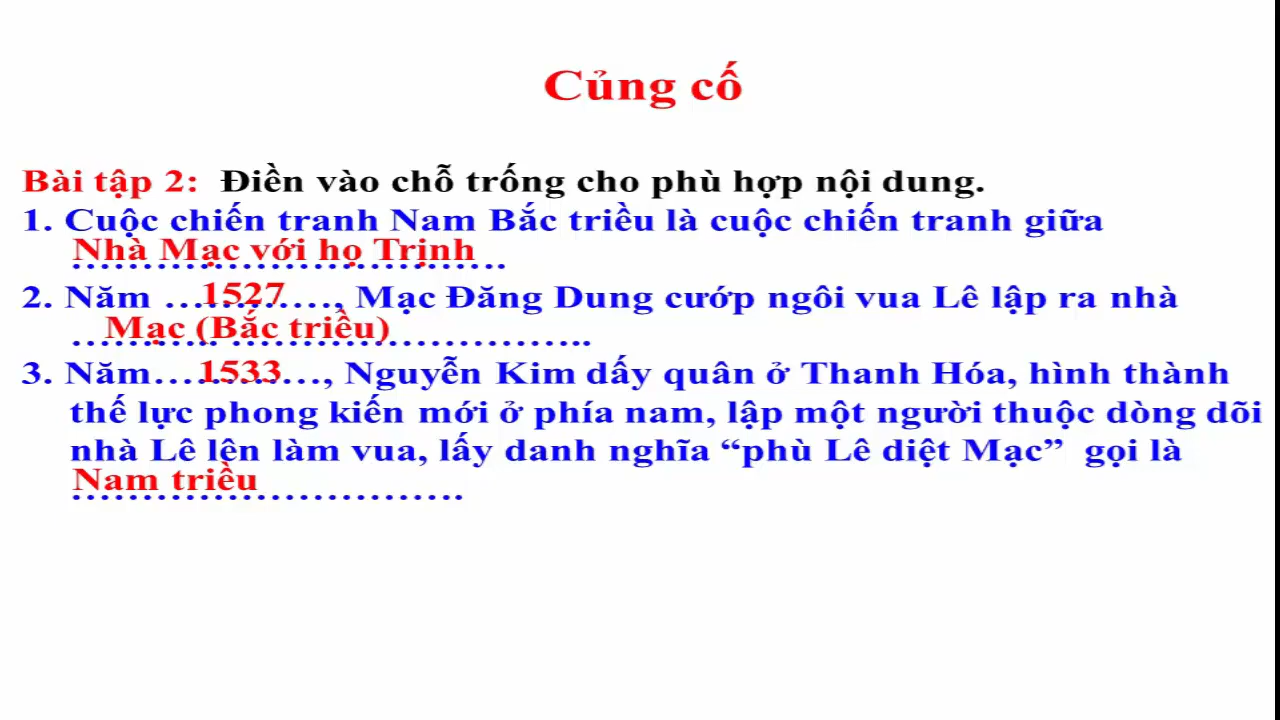 Củng cố
Bài tập 2: Điền vào chỗ trống cho phù hợp nội dung.
1. Cuộc chiến tranh Nam Bắc triều là cuộc chiến tranh giữa
Nhà Mạc với họ Trịnh
2. Năm ....1527...., Mạc Đăng Dung cướp ngôi vua Lê lập ra nhà
Mạc (Bắc triều)
3. Năm....1533...., Nguyễn Kim dấy quân ở Thanh Hóa, hình thành
thế lực phong kiến mới ở phía nam, lập một người thuộc dòng dõi
nhà Lê lên làm vua, lấy danh nghĩa “phù Lê diệt Mạc” gọi là
Nam triều